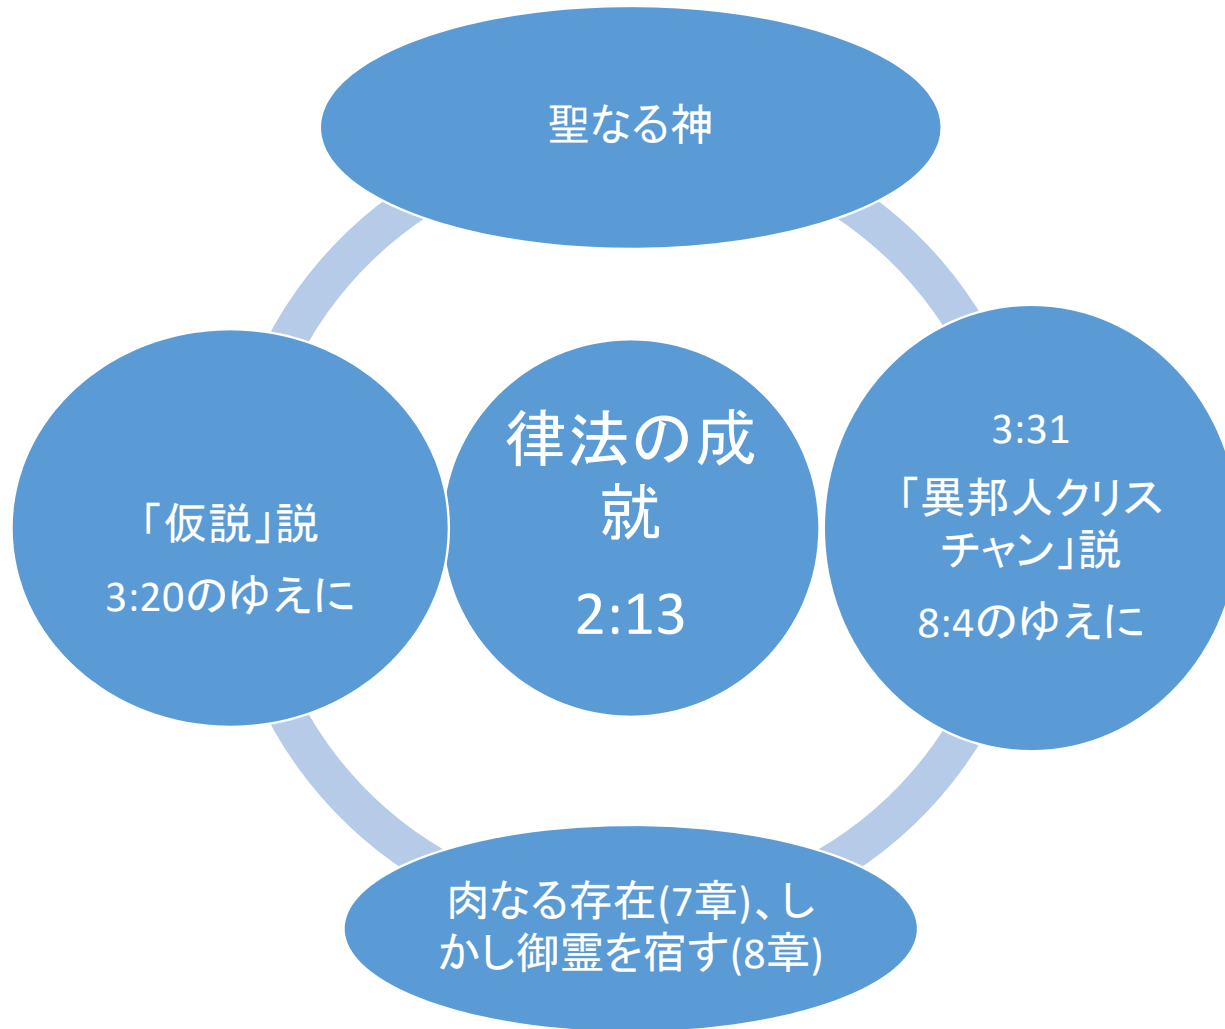 聖なる神
「仮説」説
3:20のゆえに
律法の成
就
2:13
3:31
「異邦人クリス
チャン」説
8:4のゆえに
肉なる存在(7章)、し
かし御霊を宿す(8章)